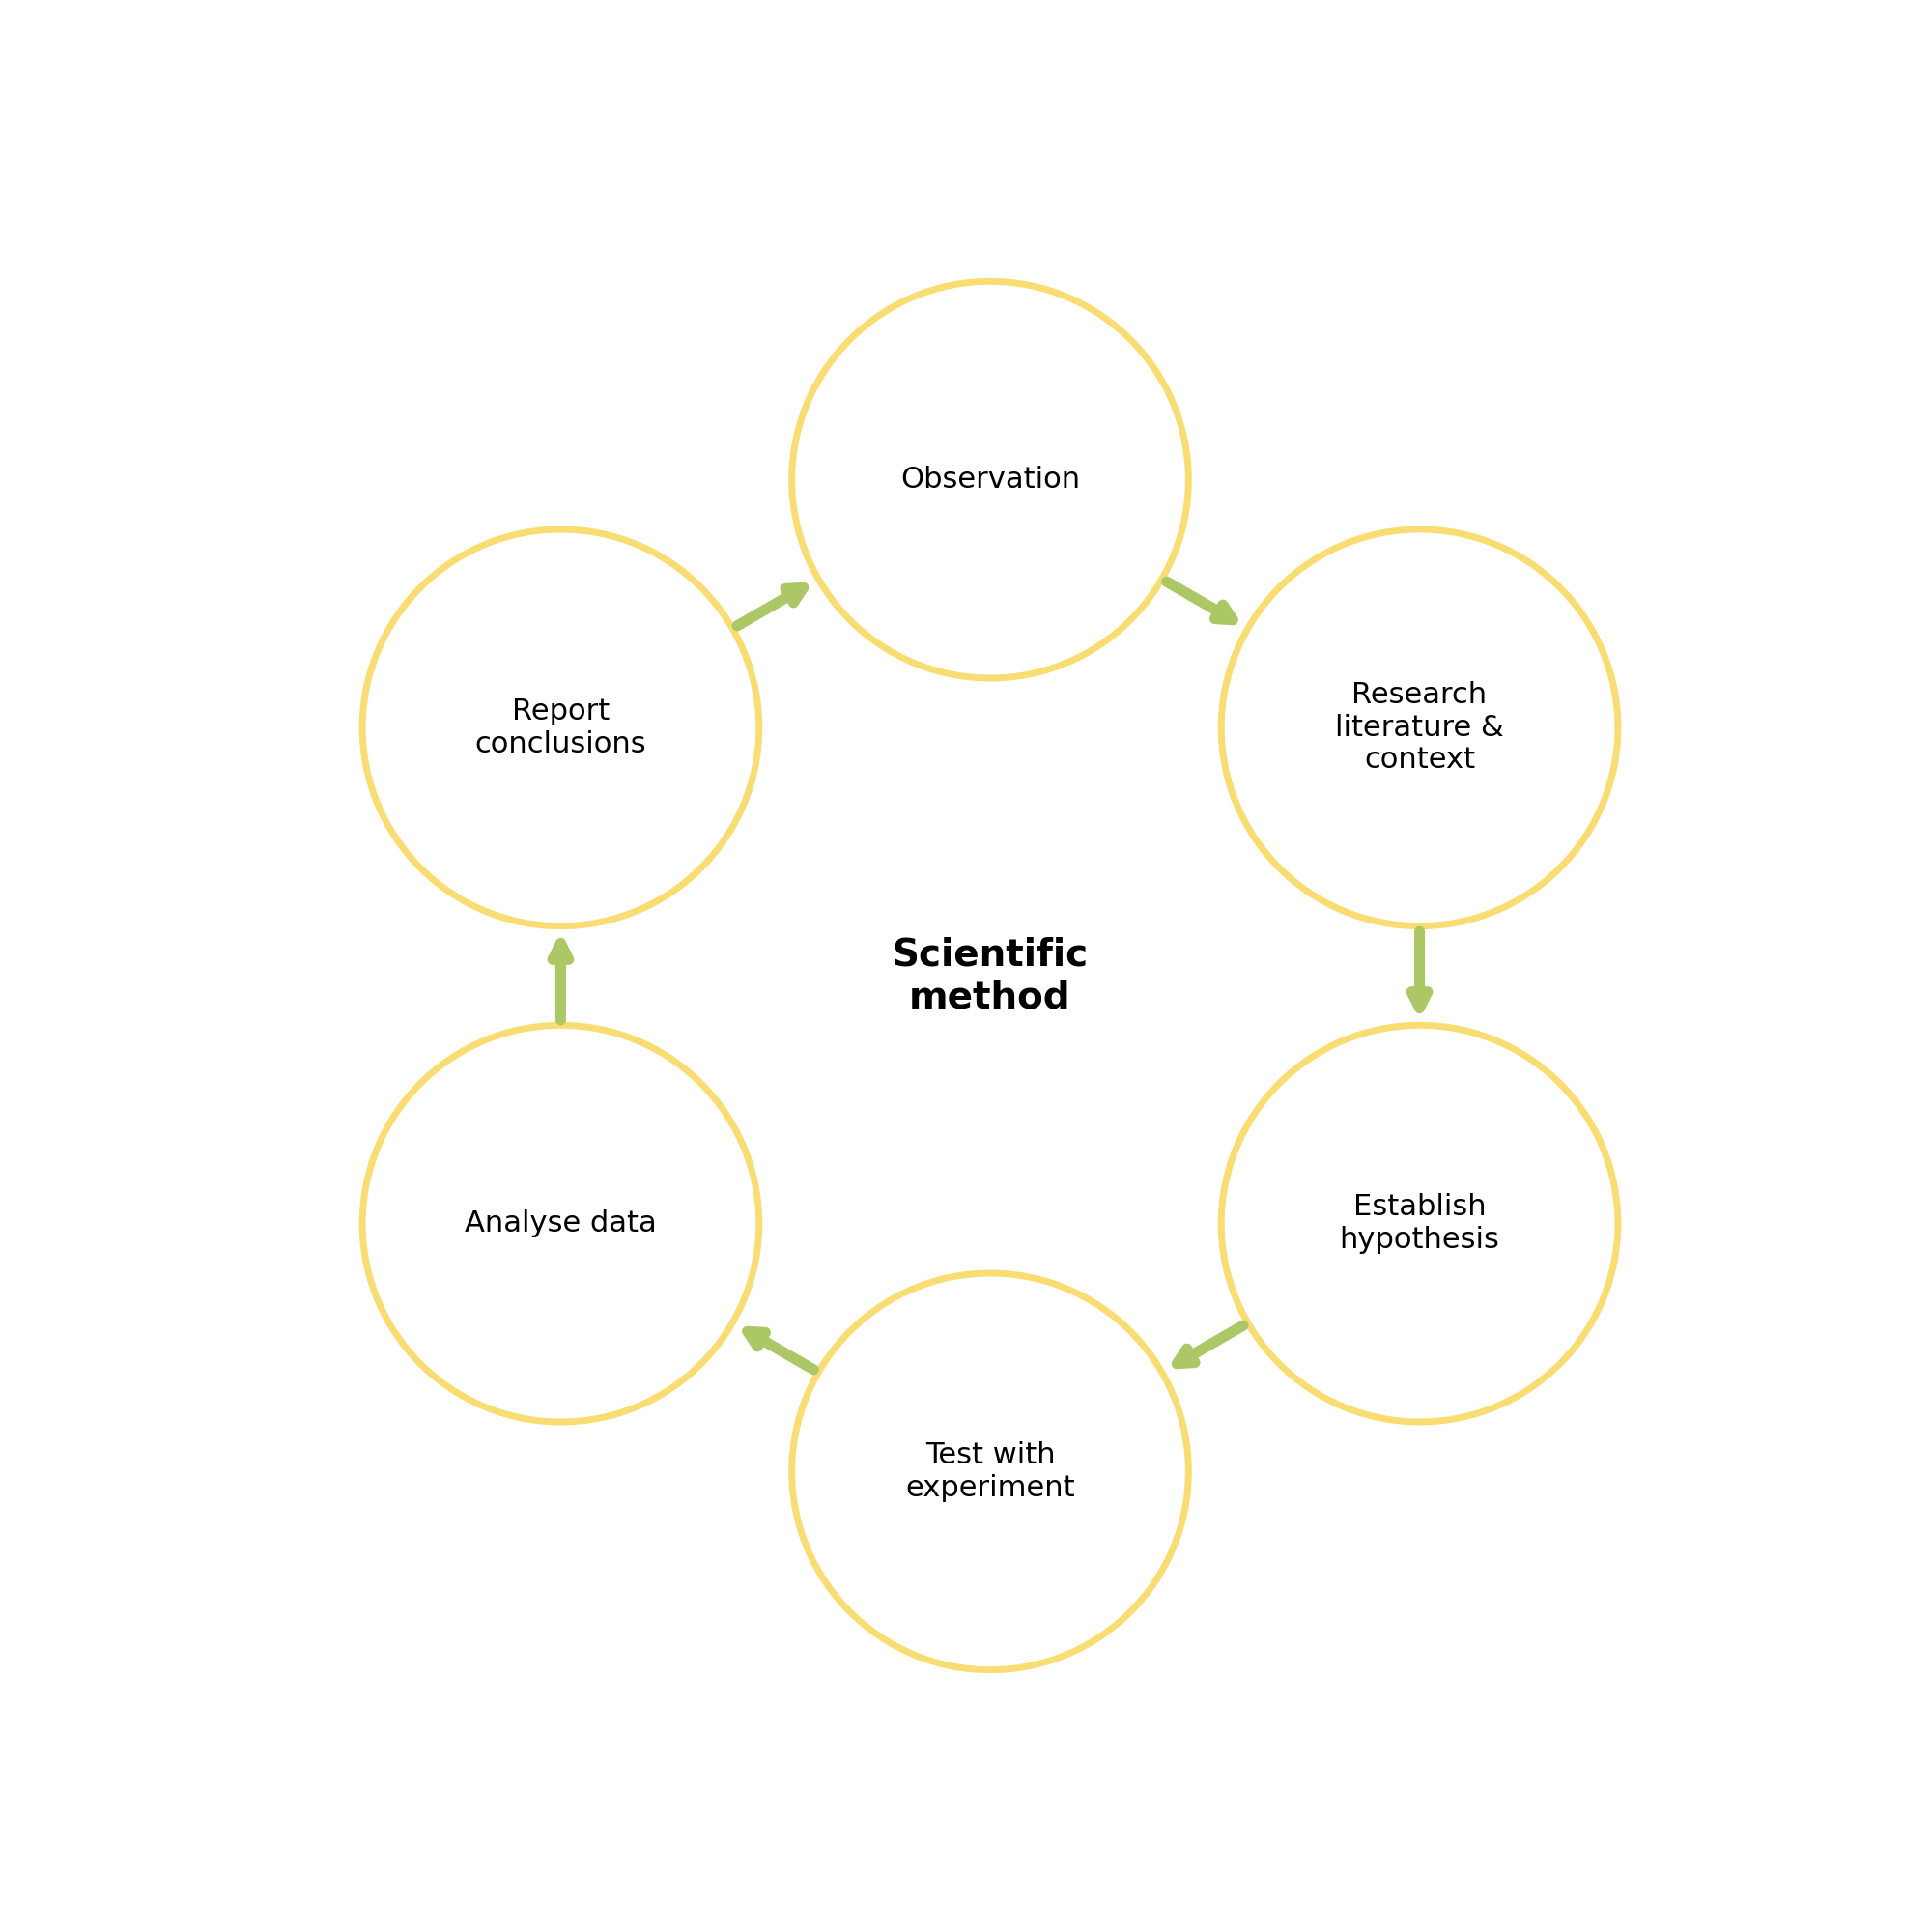 Observation
Research
literature &
context
Establish
hypothesis
Test with
experiment
Analyse data
Report
conclusions
Scientific
method